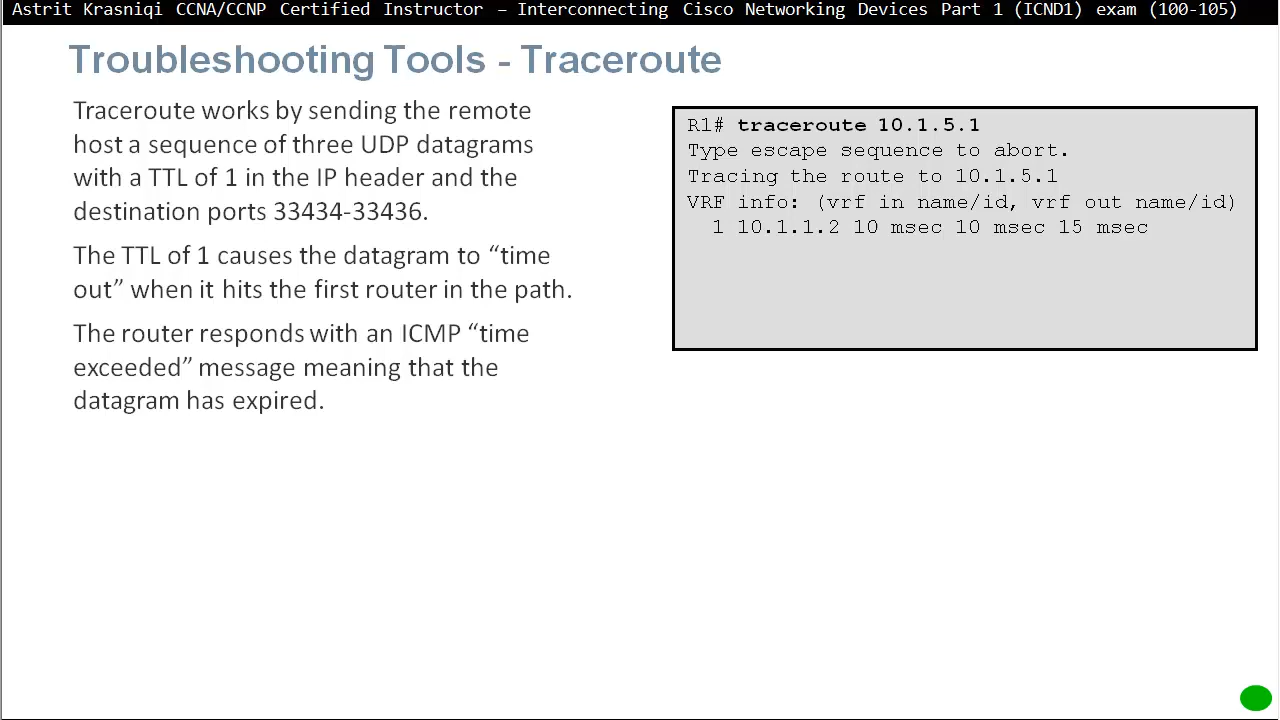 Astrit Krasniqi CCNA/CCNP Certified Instructor – Interconnecting Cisco Networking Devices Part 1 (ICND1) exam (100-105)
Troubleshooting Tools - Traceroute
Traceroute works by sending the remote
host a sequence of three UDP datagrams
with a TTL of 1 in the IP header and the
destination ports 33434-33436.
The TTL of 1 causes the datagram to “time
out” when it hits the first router in the path.
The router responds with an ICMP “time
exceeded” message meaning that the
datagram has expired.
R1# traceroute 10.1.5.1
Type escape sequence to abort.
Tracing the route to 10.1.5.1
VRF info: (vrf in name/id, vrf out name/id)
1 10.1.1.2 10 msec 10 msec 15 msec